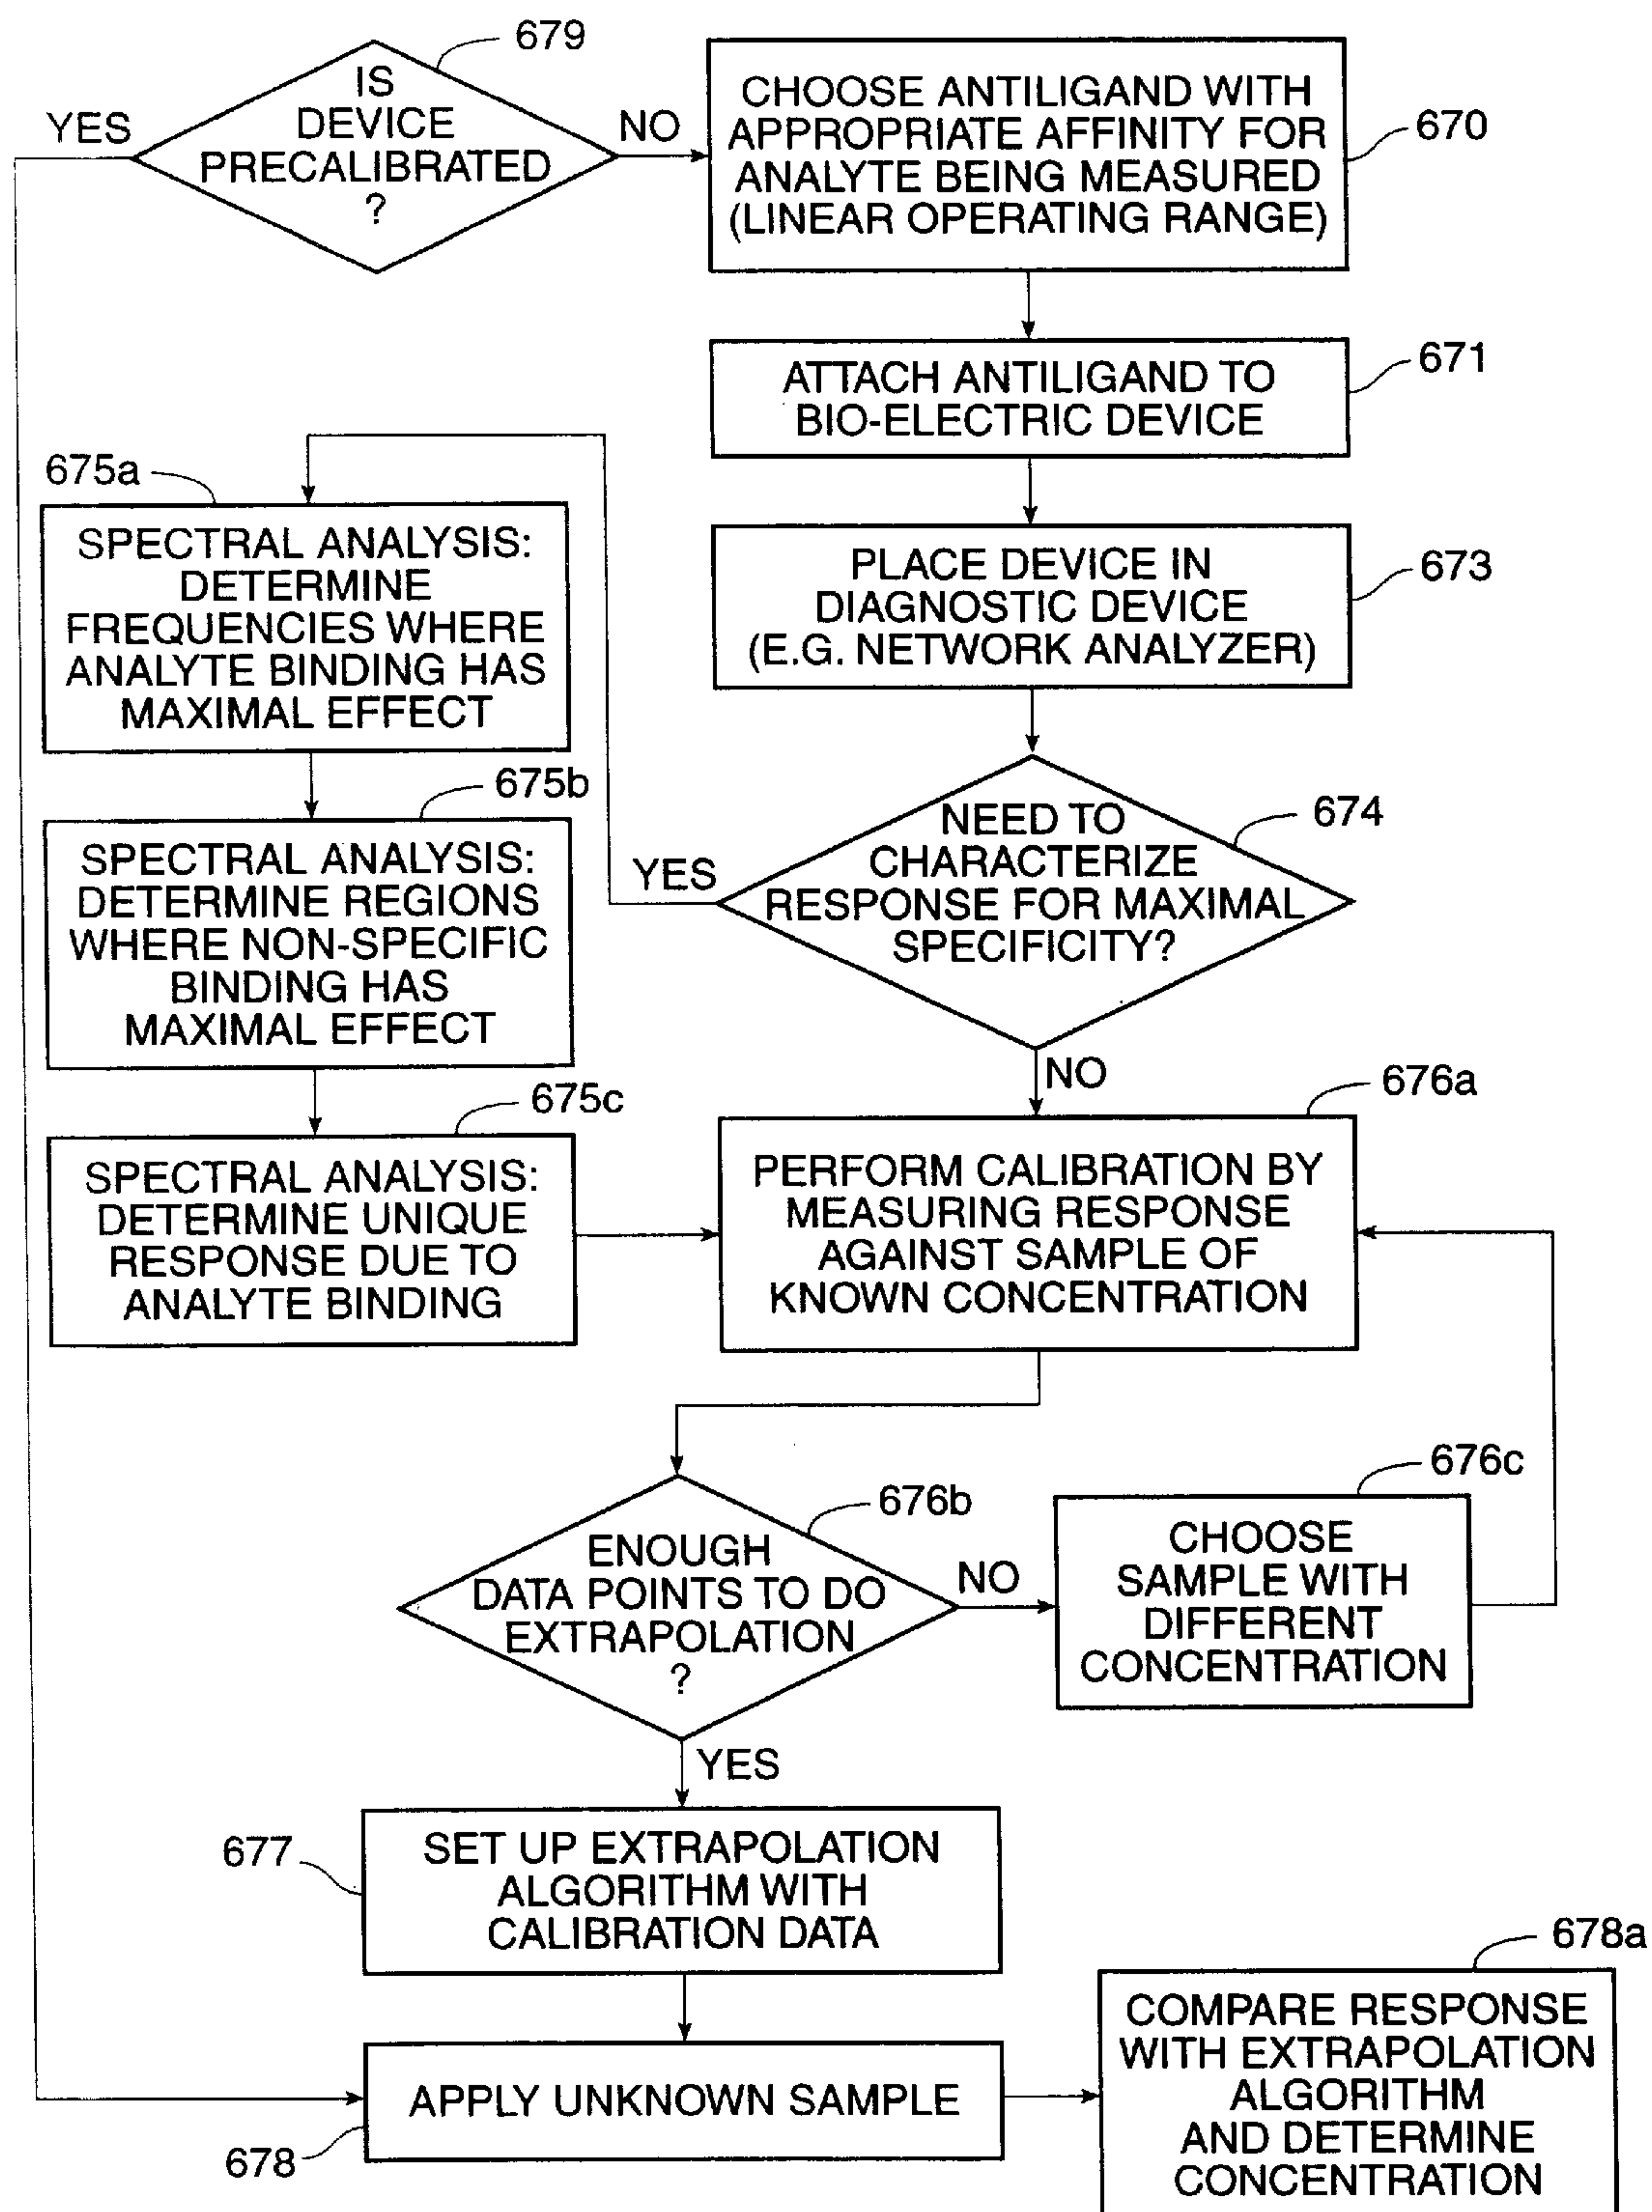 679
IS
DEVICE
PRECALIBRATED
?
YES
NO
CHOOSE ANTILIGAND WITH
APPROPRIATE AFFINITY FOR
ANALYTE BEING MEASURED
(LINEAR OPERATING RANGE)
670
ATTACH ANTILIGAND TO
BIO-ELECTRIC DEVICE
671
PLACE DEVICE IN
DIAGNOSTIC DEVICE
(E.G. NETWORK ANALYZER)
673
NEED TO
CHARACTERIZE
RESPONSE FOR MAXIMAL
SPECIFICITY?
674
YES
NO
675a
SPECTRAL ANALYSIS:
DETERMINE
FREQUENCIES WHERE
ANALYTE BINDING HAS
MAXIMAL EFFECT
675b
SPECTRAL ANALYSIS:
DETERMINE REGIONS
WHERE NON-SPECIFIC
BINDING HAS
MAXIMAL EFFECT
675c
SPECTRAL ANALYSIS:
DETERMINE UNIQUE
RESPONSE DUE TO
ANALYTE BINDING
676a
PERFORM CALIBRATION BY
MEASURING RESPONSE
AGAINST SAMPLE OF
KNOWN CONCENTRATION
676b
ENOUGH
DATA POINTS TO DO
EXTRAPOLATION
?
NO
YES
676c
CHOOSE
SAMPLE WITH
DIFFERENT
CONCENTRATION
677
SET UP EXTRAPOLATION
ALGORITHM WITH
CALIBRATION DATA
APPLY UNKNOWN SAMPLE
678
678a
COMPARE RESPONSE
WITH EXTRAPOLATION
ALGORITHM
AND DETERMINE
CONCENTRATION